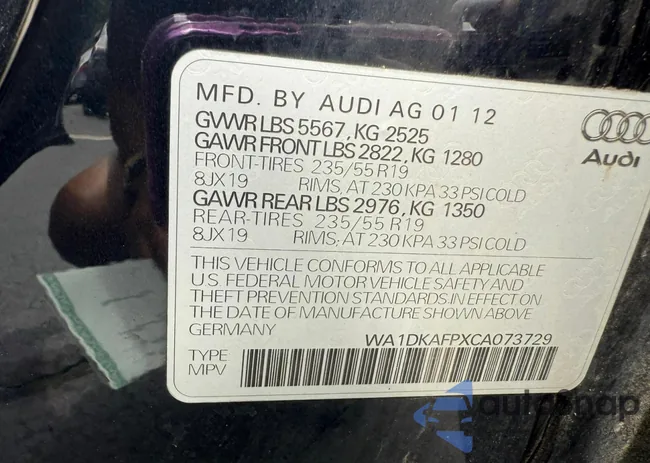 MFD. BY AUDI AG 01 12
GVWR LBS 5567, KG 2525
GAWR FRONT LBS 2822, KG 1280
FRONT-TIRES 235/55 R19
8JX19 RIMS, AT 230 KPA 33 PSI COLD
GAWR REAR LBS 2976, KG 1350
REAR-TIRES 235/55 R19
8JX19 RIMS, AT 230 KPA 33 PSI COLD
Audi
THIS VEHICLE CONFORMS TO ALL APPLICABLE
U.S. FEDERAL MOTOR VEHICLE SAFETY AND
THEFT PREVENTION STANDARDS IN EFFECT ON
THE DATE OF MANUFACTURE SHOWN ABOVE
GERMANY
WA1DKAFPXCA073729
TYPE
MPV
vautosnap